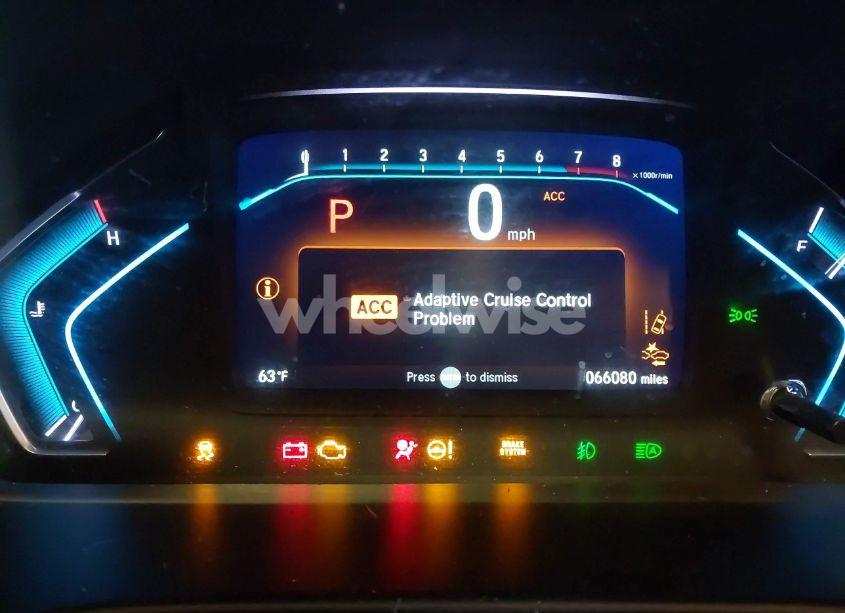 0 1 2 3 4 5 6 7 8
x1000r/min
P 0 mph
ACC
H
F
ACC Adaptive Cruise Control
Problem
wheelwise
63°F
Press to dismiss
066080 miles
BRAKE
SYSTEM
A